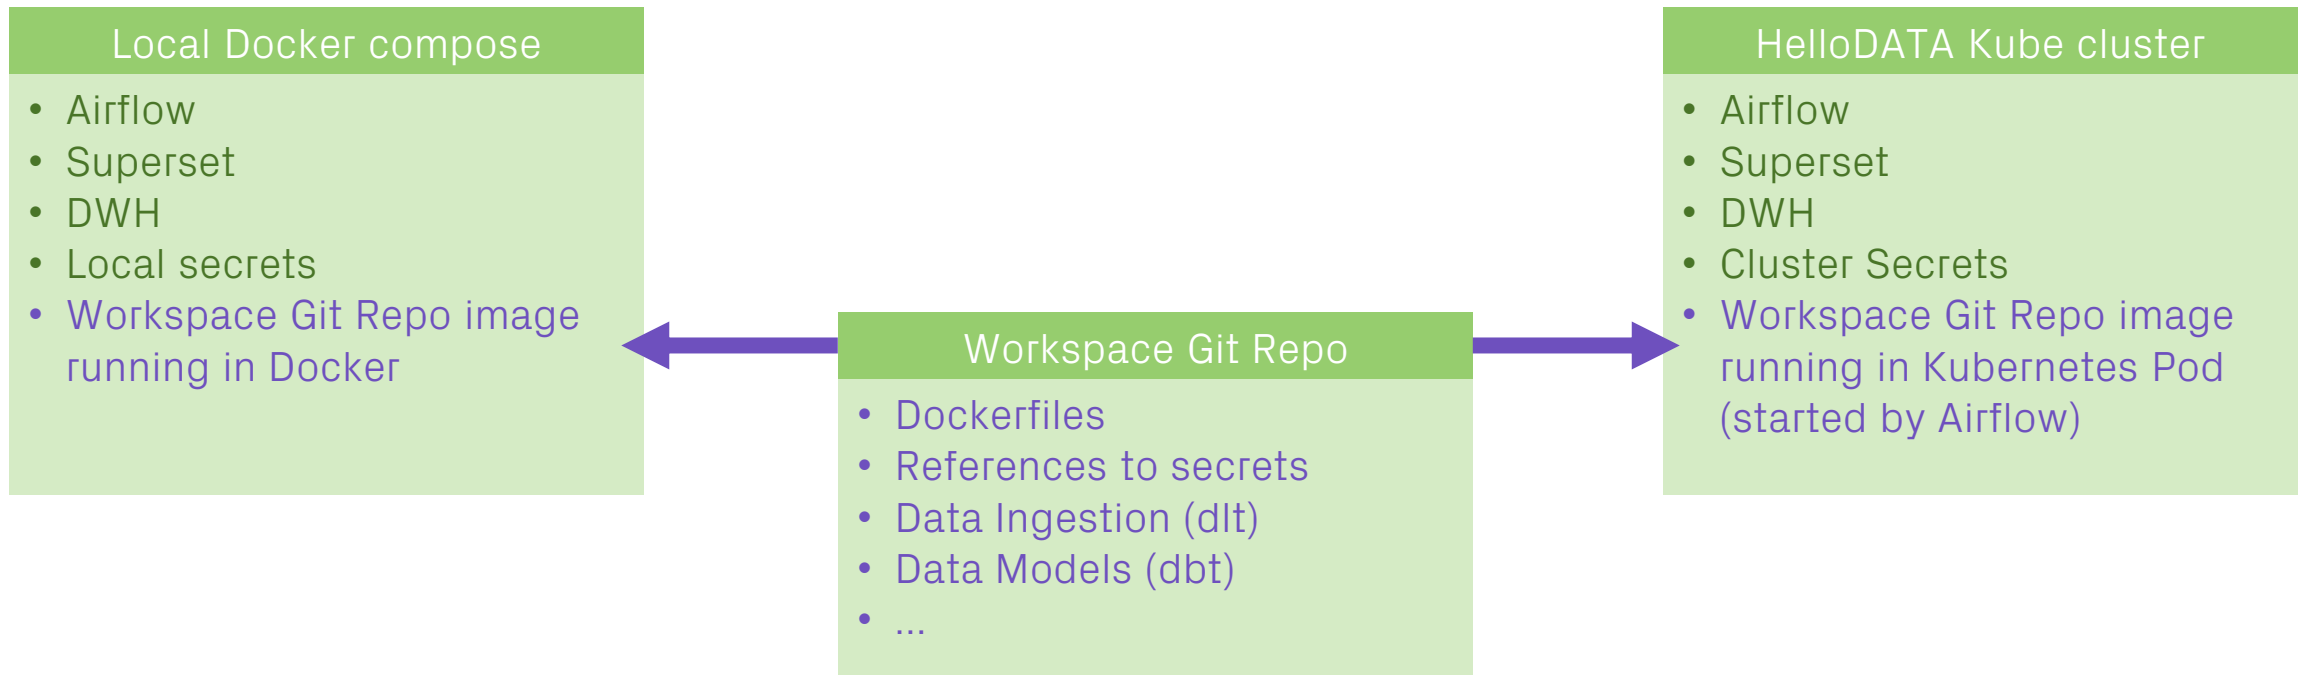 Local Docker compose
• Airflow
• Superset
• DWH
• Local secrets
• Workspace Git Repo image
running in Docker
Workspace Git Repo
• Dockerfiles
• References to secrets
• Data Ingestion (dlt)
• Data Models (dbt)
• ...
HelloDATA Kube cluster
• Airflow
• Superset
• DWH
• Cluster Secrets
• Workspace Git Repo image
running in Kubernetes Pod
(started by Airflow)